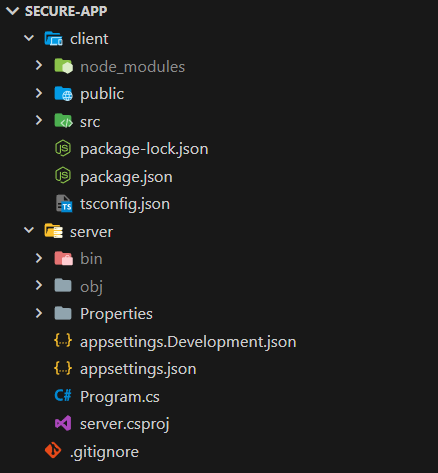 SECURE-APP
client
node_modules
public
src
package-lock.json
package.json
tsconfig.json
server
bin
obj
Properties
appsettings.Development.json
appsettings.json
Program.cs
server.csproj
.gitignore